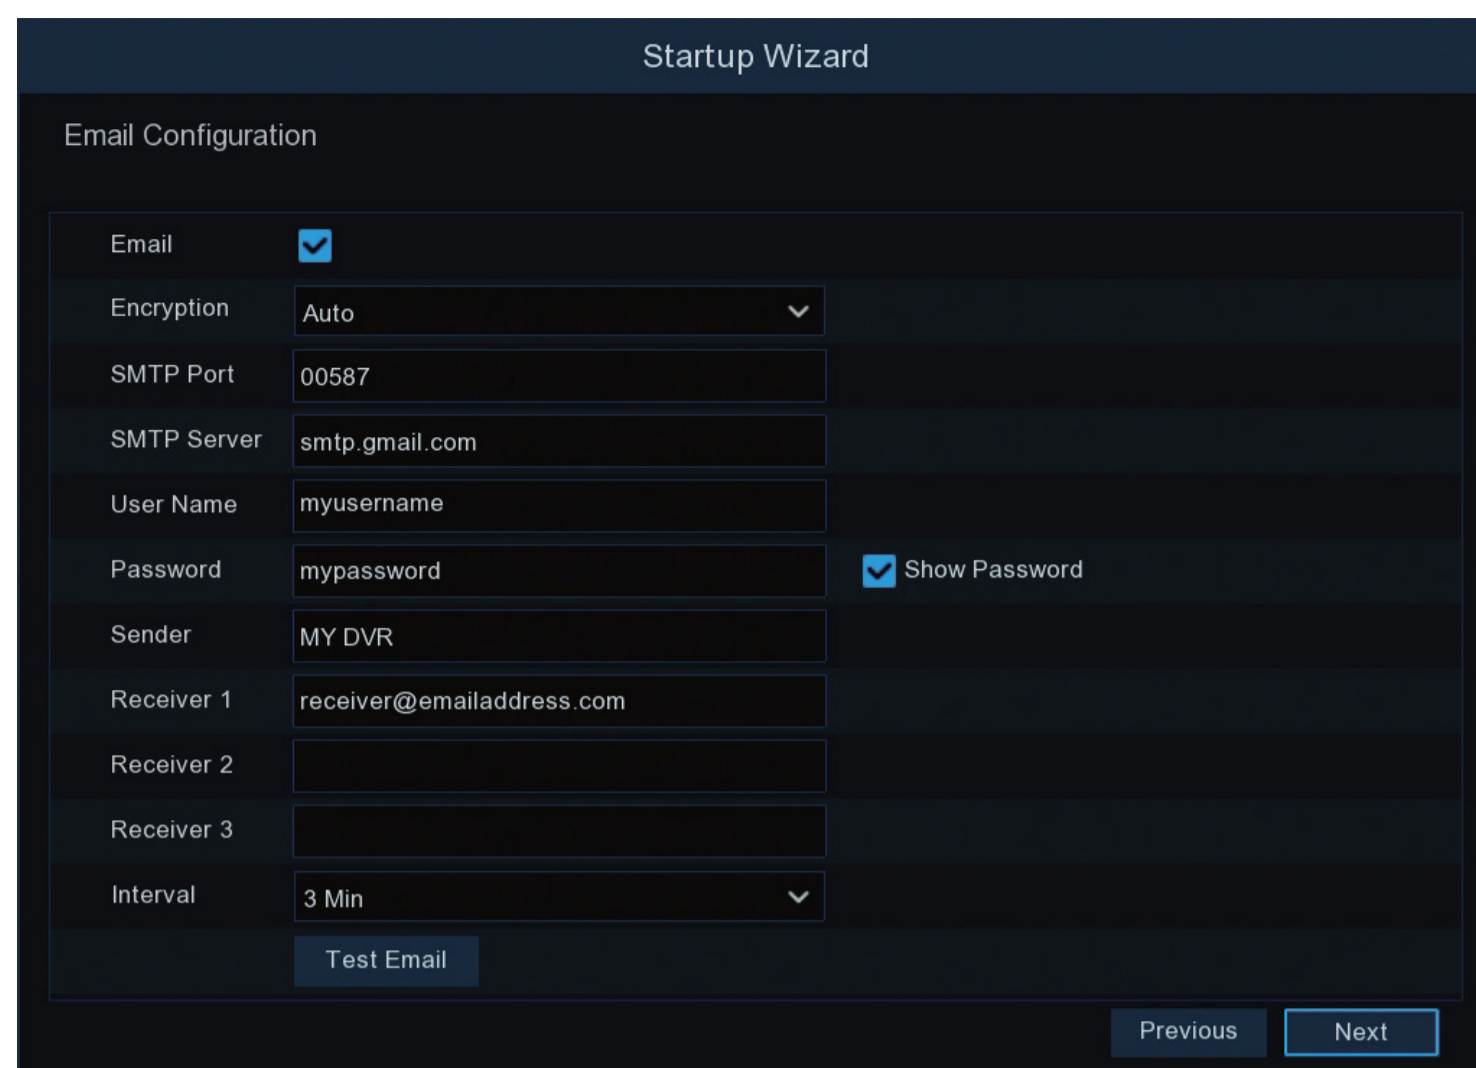 Startup Wizard
Email Configuration
Email
Encryption Auto
SMTP Port 00587
SMTP Server smtp.gmail.com
User Name myusername
Password mypassword Show Password
Sender MY DVR
Receiver 1 receiver@emailaddress.com
Receiver 2
Receiver 3
Interval 3 Min
Test Email
Previous Next